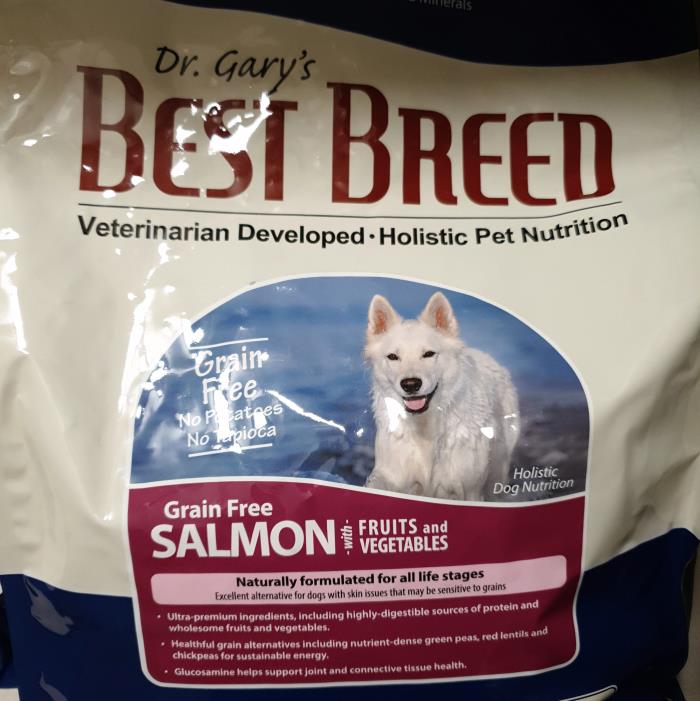 Minerals
Dr. Gary's
BEST BREED
Veterinarian Developed · Holistic Pet Nutrition
Grain
Free
No Potatoes
No Tapioca
Holistic
Dog Nutrition
Grain Free
SALMON -with- FRUITS and
VEGETABLES
Naturally formulated for all life stages
Excellent alternative for dogs with skin issues that may be sensitive to grains
• Ultra-premium ingredients, including highly-digestible sources of protein and
wholesome fruits and vegetables.
• Healthful grain alternatives including nutrient-dense green peas, red lentils and
chickpeas for sustainable energy.
• Glucosamine helps support joint and connective tissue health.